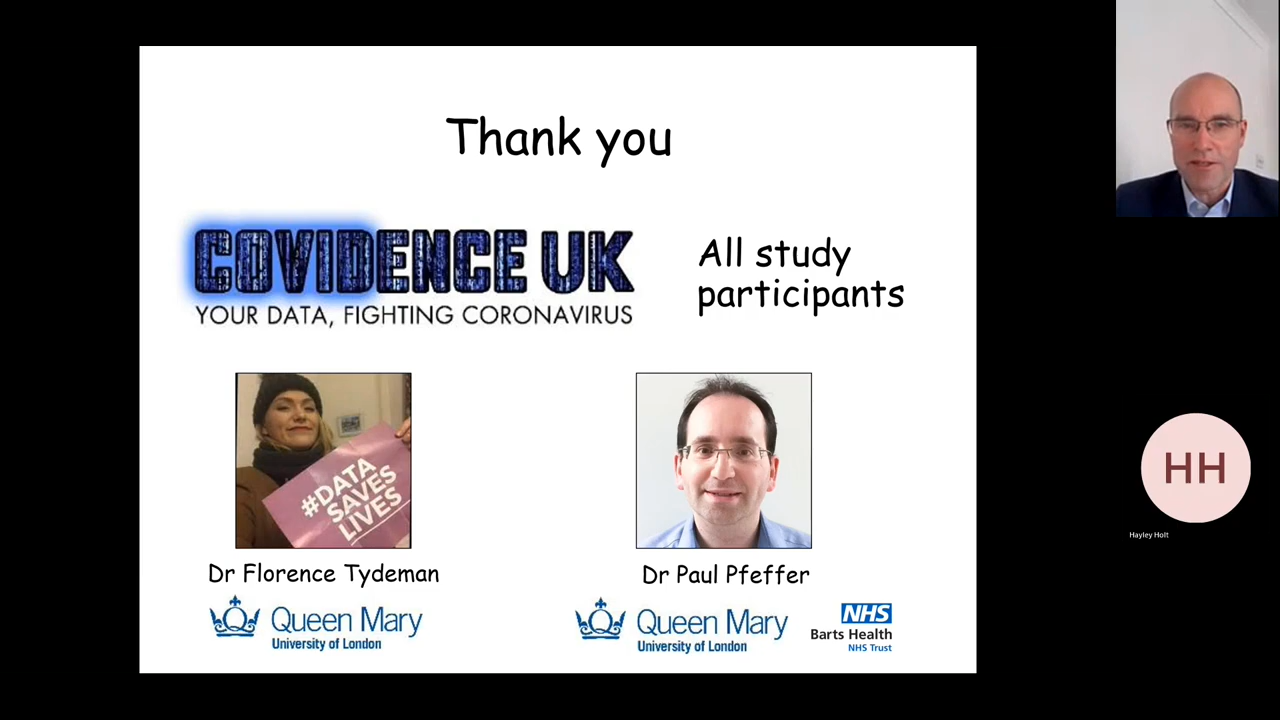 Thank you
COVIDENCE UK
YOUR DATA, FIGHTING CORONAVIRUS
All study
participants
#DATA
SAVES
LIVES
Dr Florence Tydeman
Dr Paul Pfeffer
Queen Mary
University of London
Queen Mary
University of London
NHS
Barts Health
NHS Trust
HH
Hayley Holt